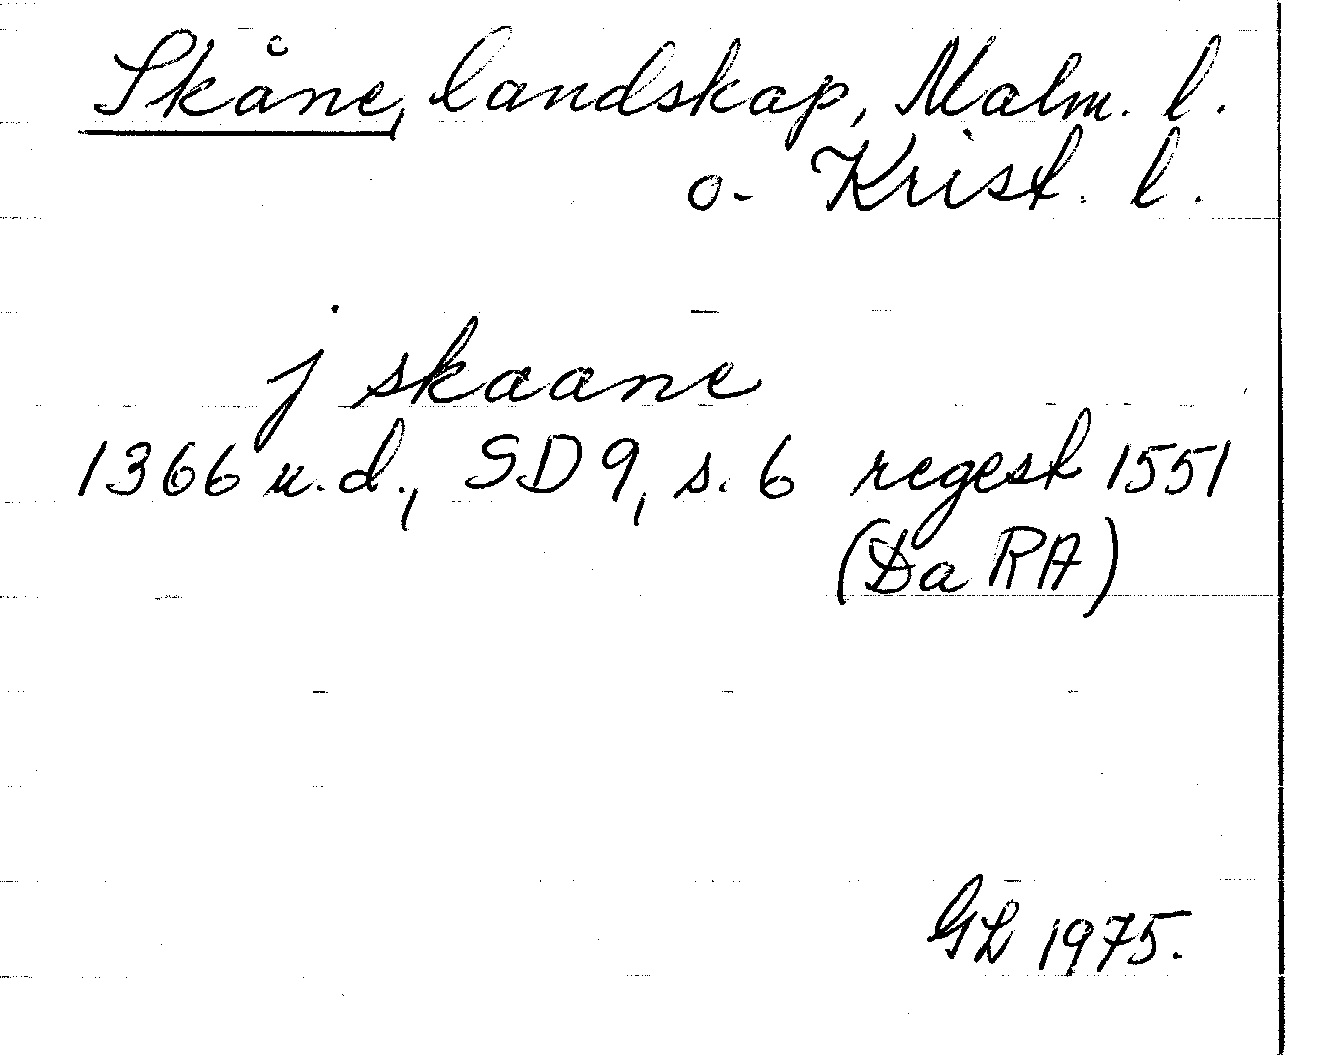 Skåne, landskap, Malm. l.
o. Krist. l.
j skaane
1366 u.d., SD 9, s. 6 regest 1551
(Da RA)
GL 1975.